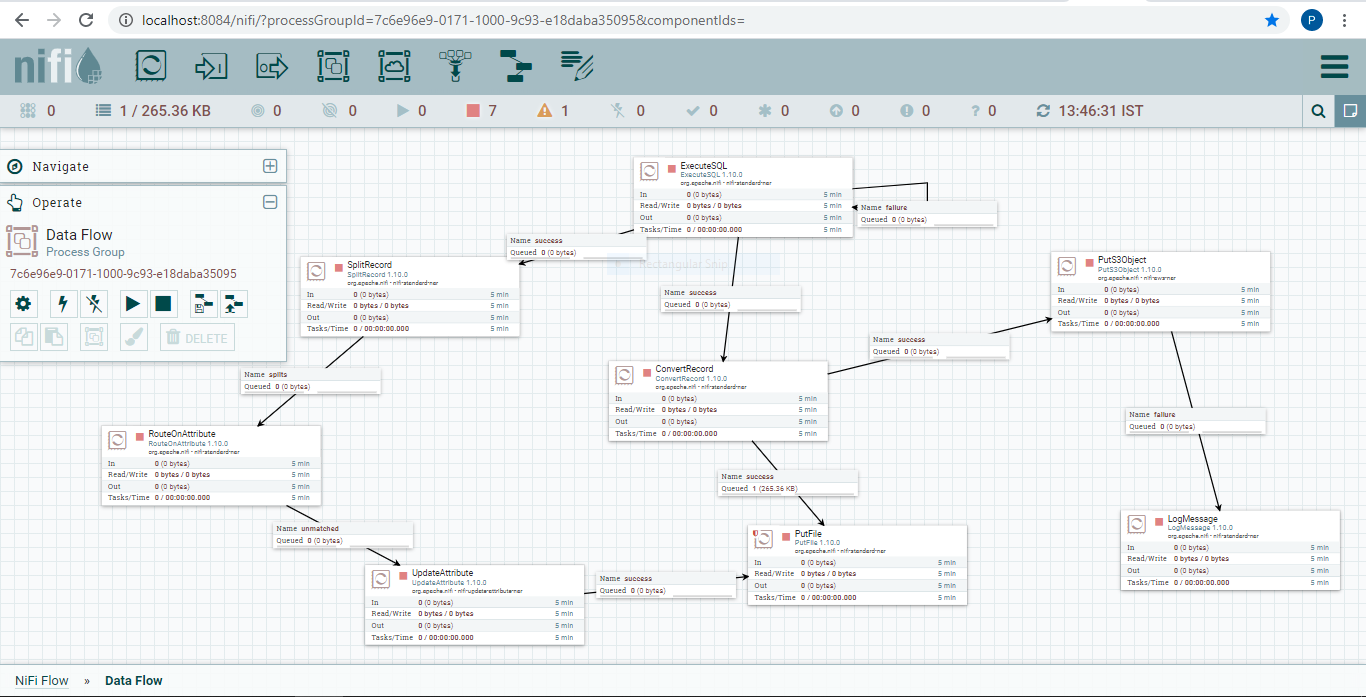 localhost:8084/nifi/?processGroupId=7c6e96e9-0171-1000-9c93-e18daba35095&componentIds=
P
nifi
0
1 / 265.36 KB
0
0
0
7
1
0
0
0
0
0
? 0
13:46:31 IST
Navigate
Operate
Data Flow
Process Group
7c6e96e9-0171-1000-9c93-e18daba35095
DELETE
ExecuteSQL
ExecuteSQL 1.10.0
org.apache.nifi - nifi-standard-nar
In 0 (0 bytes) 5 min
Read/Write 0 bytes / 0 bytes 5 min
Out 0 (0 bytes) 5 min
Tasks/Time 0 / 00:00:00.000 5 min
Name failure
Queued 0 (0 bytes)
Name success
Queued 0 (0 bytes)
Rectangular Snip
SplitRecord
SplitRecord 1.10.0
org.apache.nifi - nifi-standard-nar
In 0 (0 bytes) 5 min
Read/Write 0 bytes / 0 bytes 5 min
Out 0 (0 bytes) 5 min
Tasks/Time 0 / 00:00:00.000 5 min
Name success
Queued 0 (0 bytes)
PutS3Object
PutS3Object 1.10.0
org.apache.nifi - nifi-aws-nar
In 0 (0 bytes) 5 min
Read/Write 0 bytes / 0 bytes 5 min
Out 0 (0 bytes) 5 min
Tasks/Time 0 / 00:00:00.000 5 min
Name success
Queued 0 (0 bytes)
Name splits
Queued 0 (0 bytes)
ConvertRecord
ConvertRecord 1.10.0
org.apache.nifi - nifi-standard-nar
In 0 (0 bytes) 5 min
Read/Write 0 bytes / 0 bytes 5 min
Out 0 (0 bytes) 5 min
Tasks/Time 0 / 00:00:00.000 5 min
Name failure
Queued 0 (0 bytes)
RouteOnAttribute
RouteOnAttribute 1.10.0
org.apache.nifi - nifi-standard-nar
In 0 (0 bytes) 5 min
Read/Write 0 bytes / 0 bytes 5 min
Out 0 (0 bytes) 5 min
Tasks/Time 0 / 00:00:00.000 5 min
Name success
Queued 1 (265.36 KB)
Name unmatched
Queued 0 (0 bytes)
PutFile
PutFile 1.10.0
org.apache.nifi - nifi-standard-nar
In 0 (0 bytes) 5 min
Read/Write 0 bytes / 0 bytes 5 min
Out 0 (0 bytes) 5 min
Tasks/Time 0 / 00:00:00.000 5 min
LogMessage
LogMessage 1.10.0
org.apache.nifi - nifi-standard-nar
In 0 (0 bytes) 5 min
Read/Write 0 bytes / 0 bytes 5 min
Out 0 (0 bytes) 5 min
Tasks/Time 0 / 00:00:00.000 5 min
UpdateAttribute
UpdateAttribute 1.10.0
org.apache.nifi - nifi-update-attribute-nar
In 0 (0 bytes) 5 min
Read/Write 0 bytes / 0 bytes 5 min
Out 0 (0 bytes) 5 min
Tasks/Time 0 / 00:00:00.000 5 min
Name success
Queued 0 (0 bytes)
NiFi Flow » Data Flow